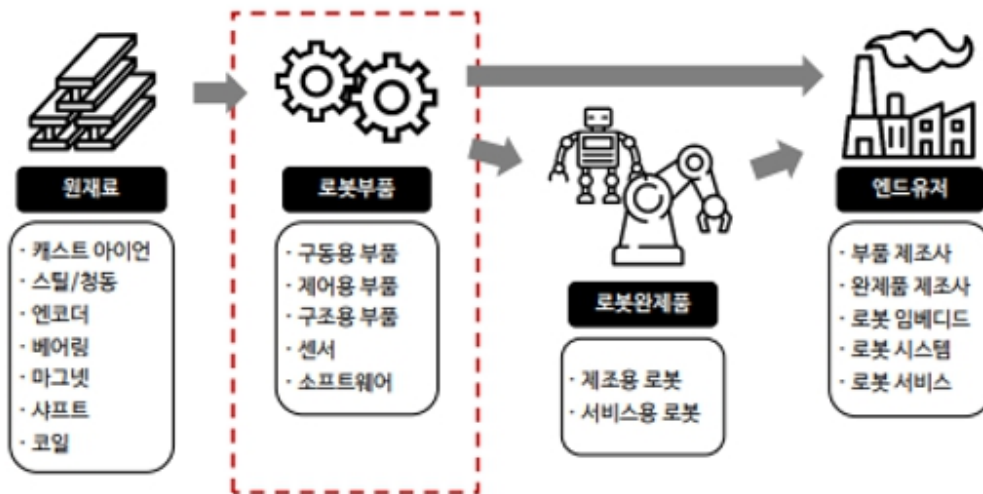 원재료
· 캐스트 아이언
· 스틸/청동
· 엔코더
· 베어링
· 마그넷
· 샤프트
· 코일
로봇부품
· 구동용 부품
· 제어용 부품
· 구조용 부품
· 센서
· 소프트웨어
로봇완제품
· 제조용 로봇
· 서비스용 로봇
엔드유저
· 부품 제조사
· 완제품 제조사
· 로봇 임베디드
· 로봇 시스템
· 로봇 서비스